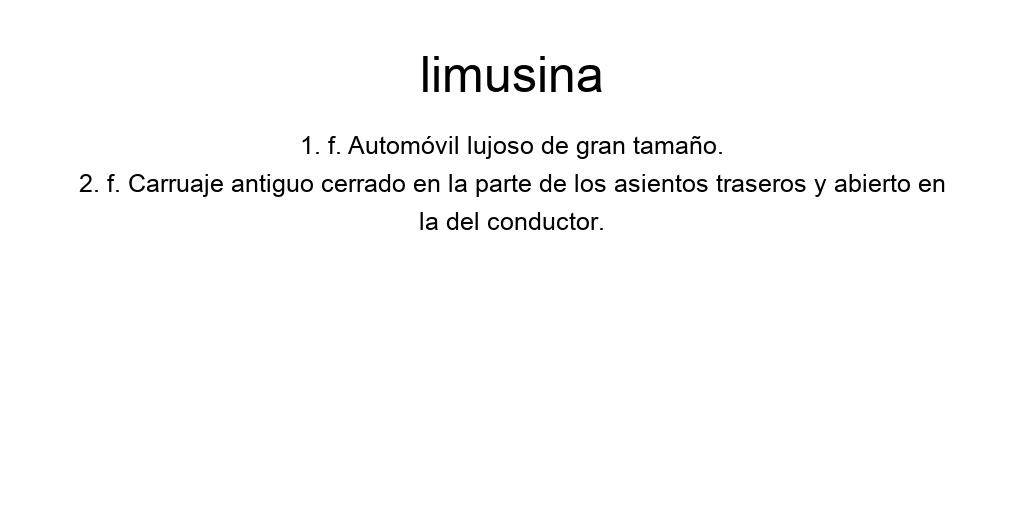 limusina
1. f. Automóvil lujoso de gran tamaño.
2. f. Carruaje antiguo cerrado en la parte de los asientos traseros y abierto en
la del conductor.